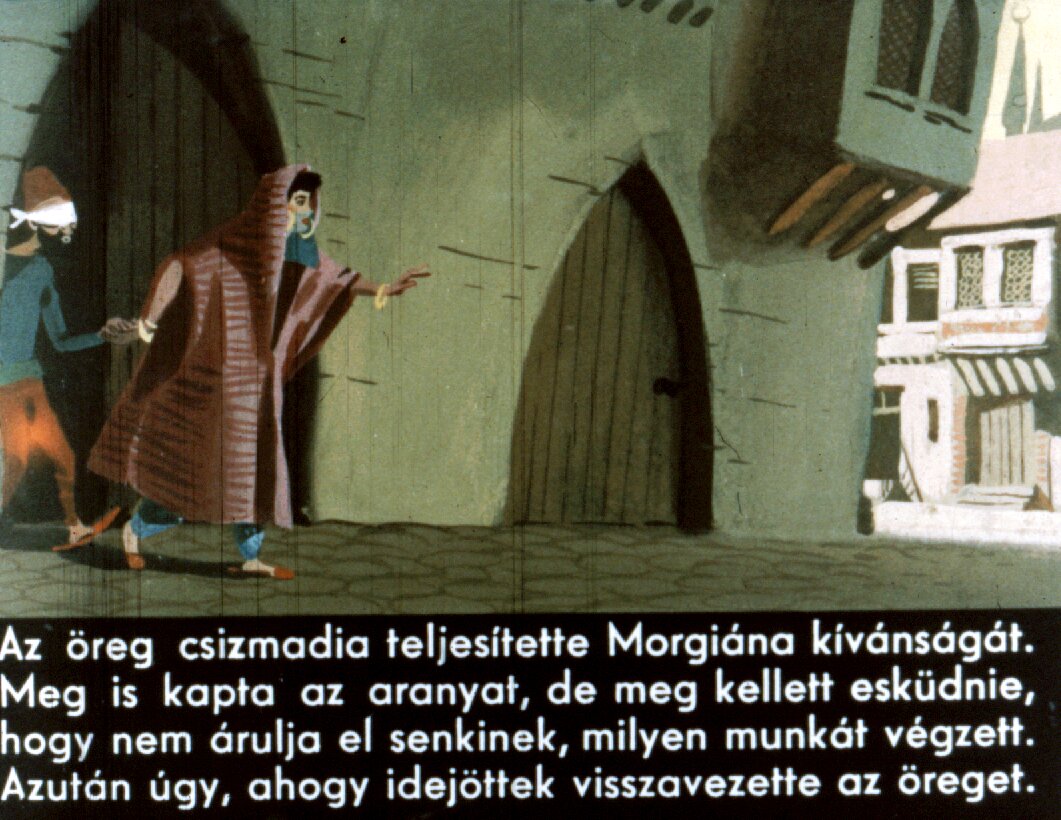 Az öreg csizmadia teljesítette Morgiána kívánságát.
Meg is kapta az aranyat, de meg kellett esküdnie,
hogy nem árulja el senkinek, milyen munkát végzett.
Azután úgy, ahogy idejöttek visszavezette az öreget.